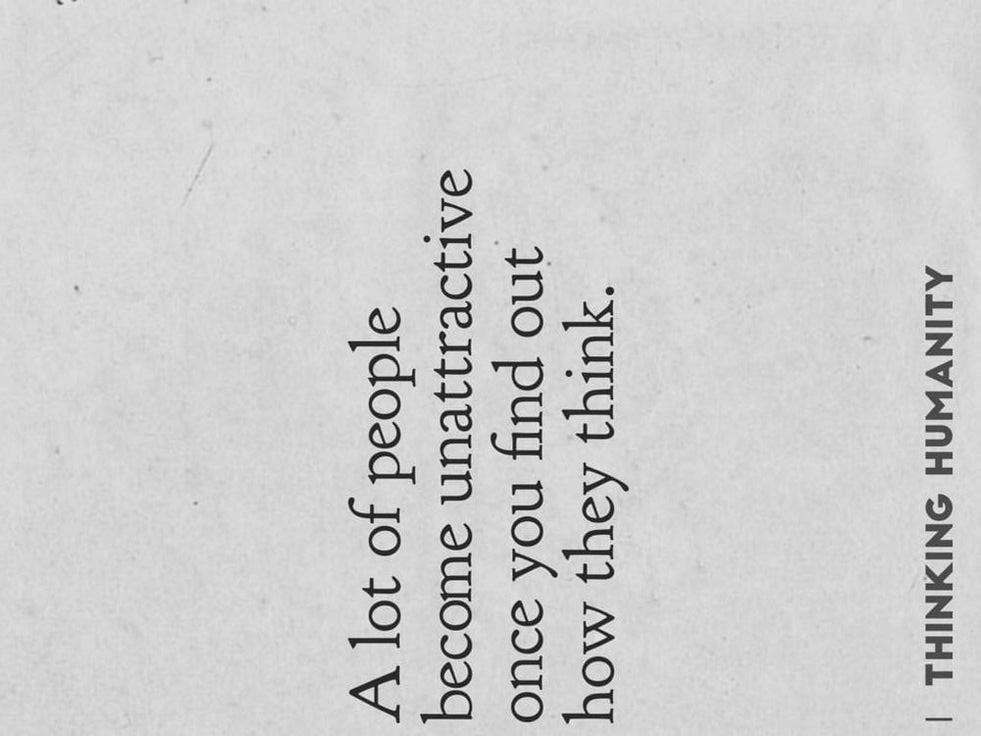 A lot of people
become unattractive
once you find out
how they think.
| THINKING HUMANITY